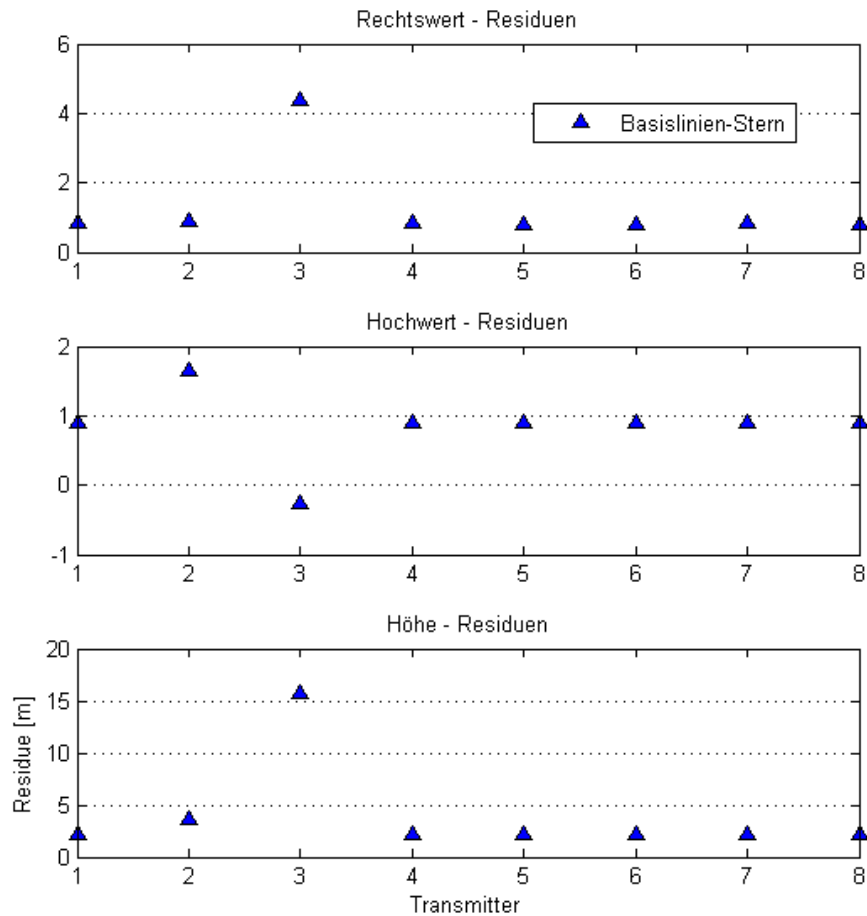 Rechtswert - Residuen
6
4
2
0
Basislinien-Stern
1 2 3 4 5 6 7 8
Hochwert - Residuen
2
1
0
-1
1 2 3 4 5 6 7 8
Höhe - Residuen
20
15
10
5
0
Residue [m]
1 2 3 4 5 6 7 8
Transmitter